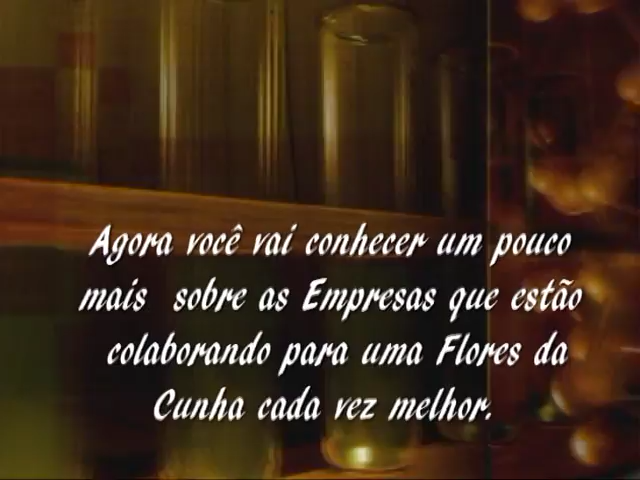 Agora você vai conhecer um pouco
mais sobre as Empresas que estão
colaborando para uma Flores da
Cunha cada vez melhor.